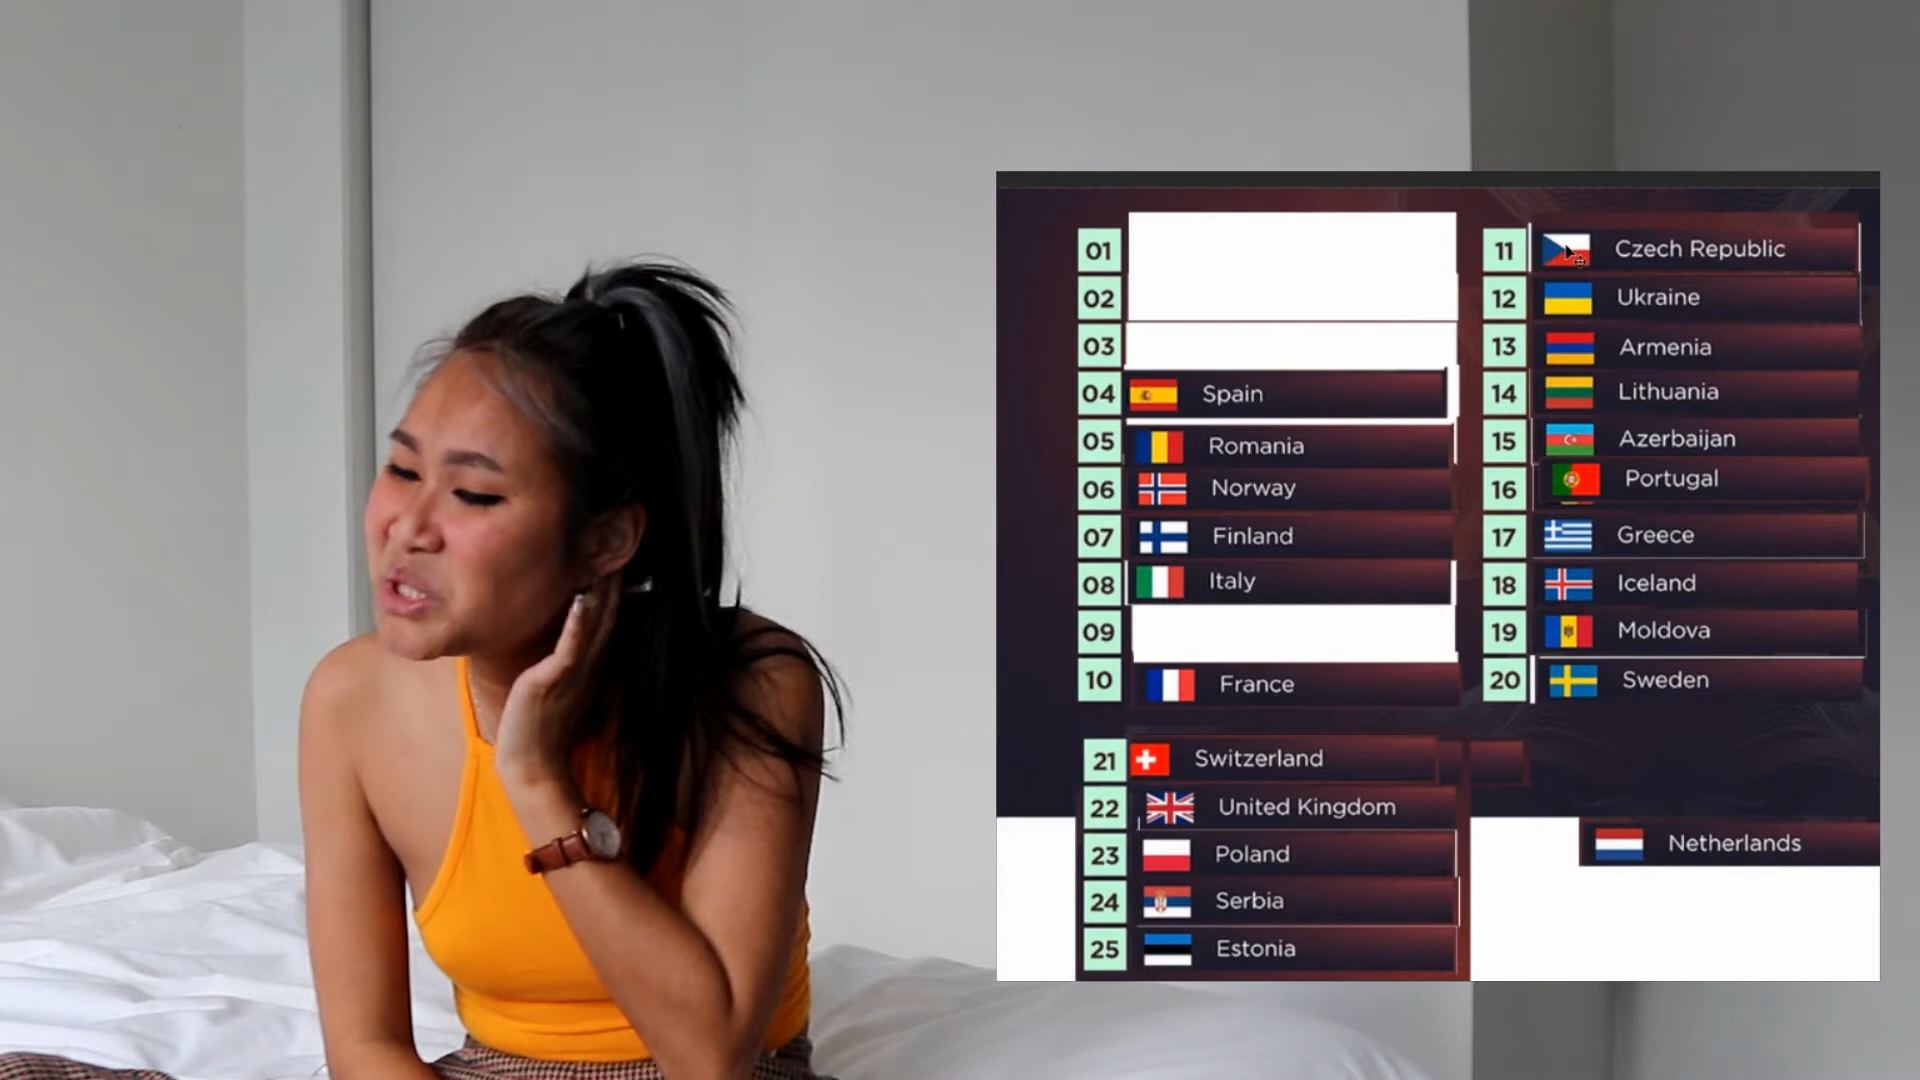 01
02
03
04 Spain
05 Romania
06 Norway
07 Finland
08 Italy
09
10 France
11 Czech Republic
12 Ukraine
13 Armenia
14 Lithuania
15 Azerbaijan
16 Portugal
17 Greece
18 Iceland
19 Moldova
20 Sweden
21 Switzerland
22 United Kingdom
23 Poland
24 Serbia
25 Estonia
Netherlands